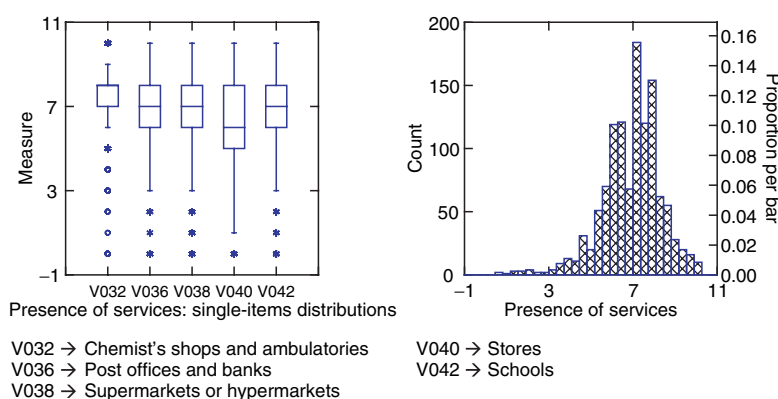 11
7
3
−1
Measure
V032 V036 V038 V040 V042
Presence of services: single-items distributions
200
150
100
50
0
Count
0.16
0.14
0.12
0.10
0.08
0.06
0.04
0.02
0.00
Proportion per bar
−1 3 7 11
Presence of services
V032 → Chemist's shops and ambulatories
V036 → Post offices and banks
V038 → Supermarkets or hypermarkets
V040 → Stores
V042 → Schools